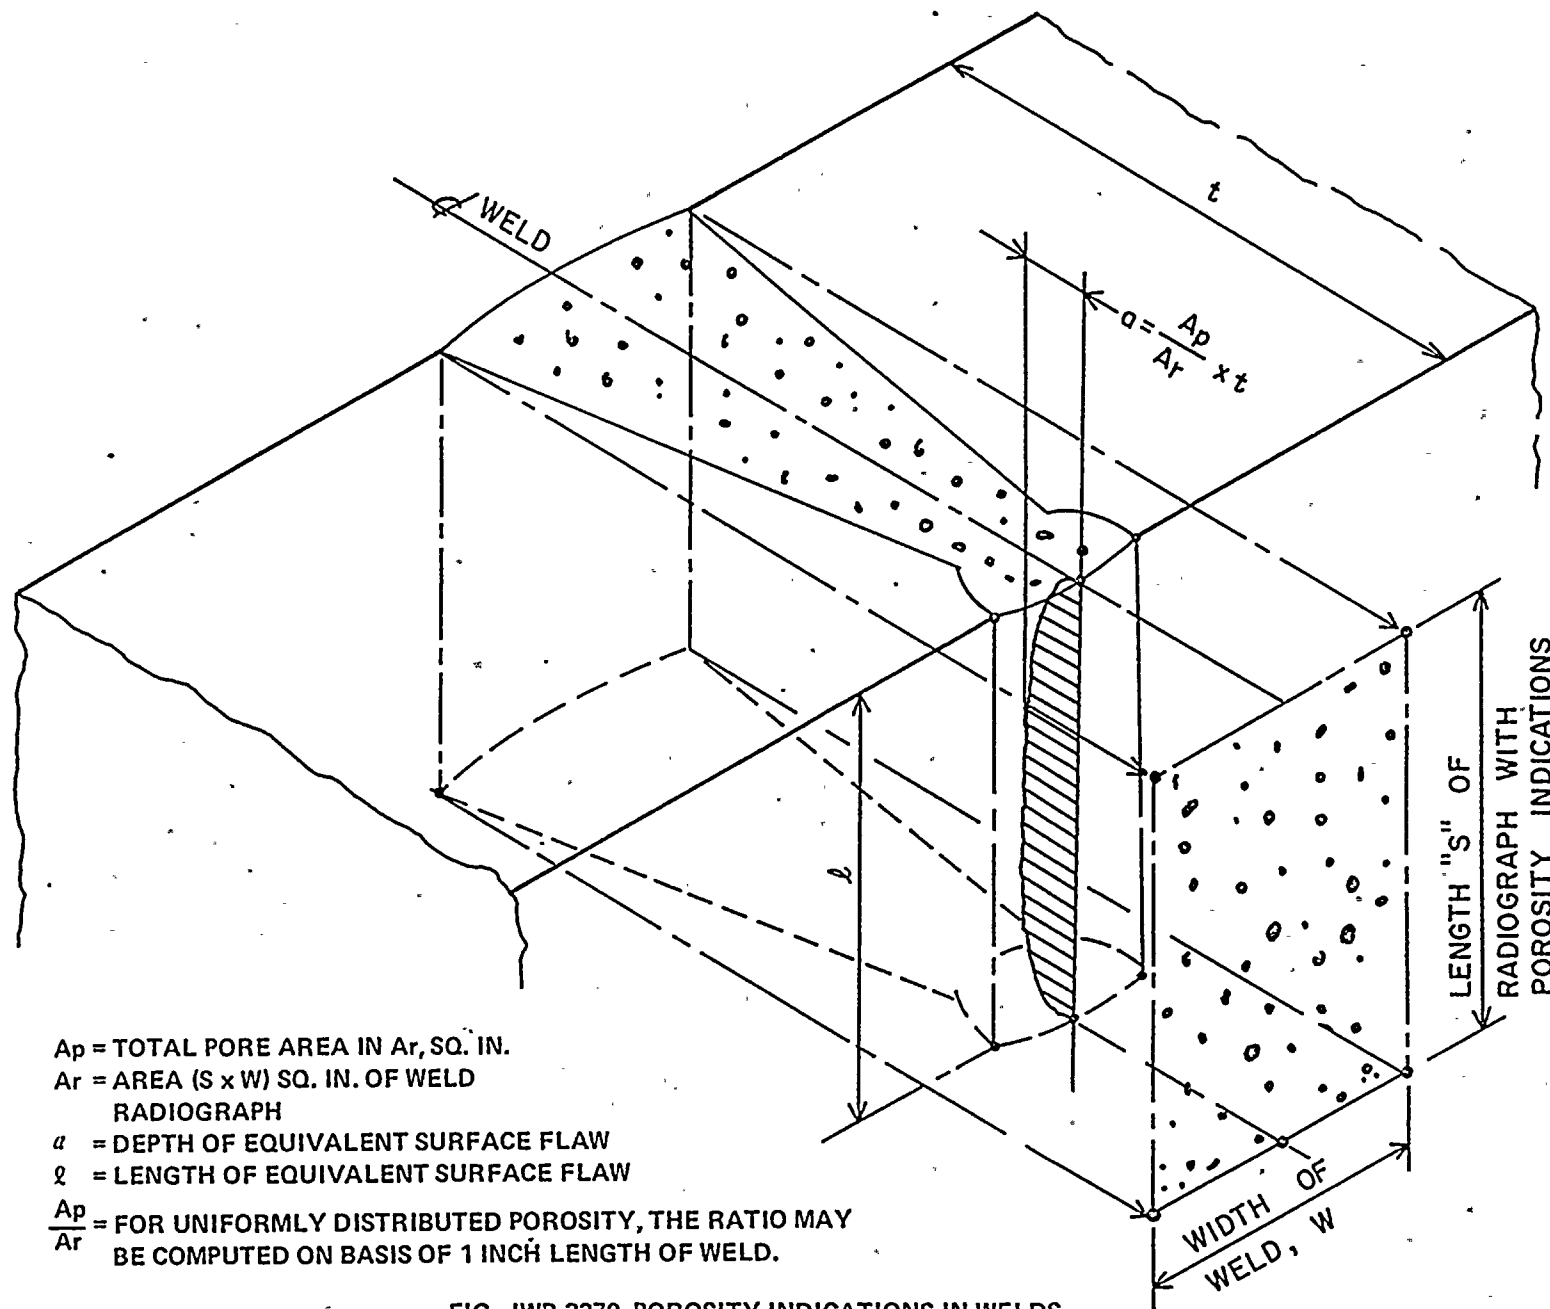 WELD
t
a = Ap/Ar x t
ℓ
LENGTH "S" OF
RADIOGRAPH WITH
POROSITY INDICATIONS
WIDTH OF
WELD, W
Ap = TOTAL PORE AREA IN Ar, SQ. IN.
Ar = AREA (S x W) SQ. IN. OF WELD
RADIOGRAPH
a = DEPTH OF EQUIVALENT SURFACE FLAW
ℓ = LENGTH OF EQUIVALENT SURFACE FLAW
Ap/Ar = FOR UNIFORMLY DISTRIBUTED POROSITY, THE RATIO MAY
BE COMPUTED ON BASIS OF 1 INCH LENGTH OF WELD.
POROSITY INDICATIONS IN WELDS